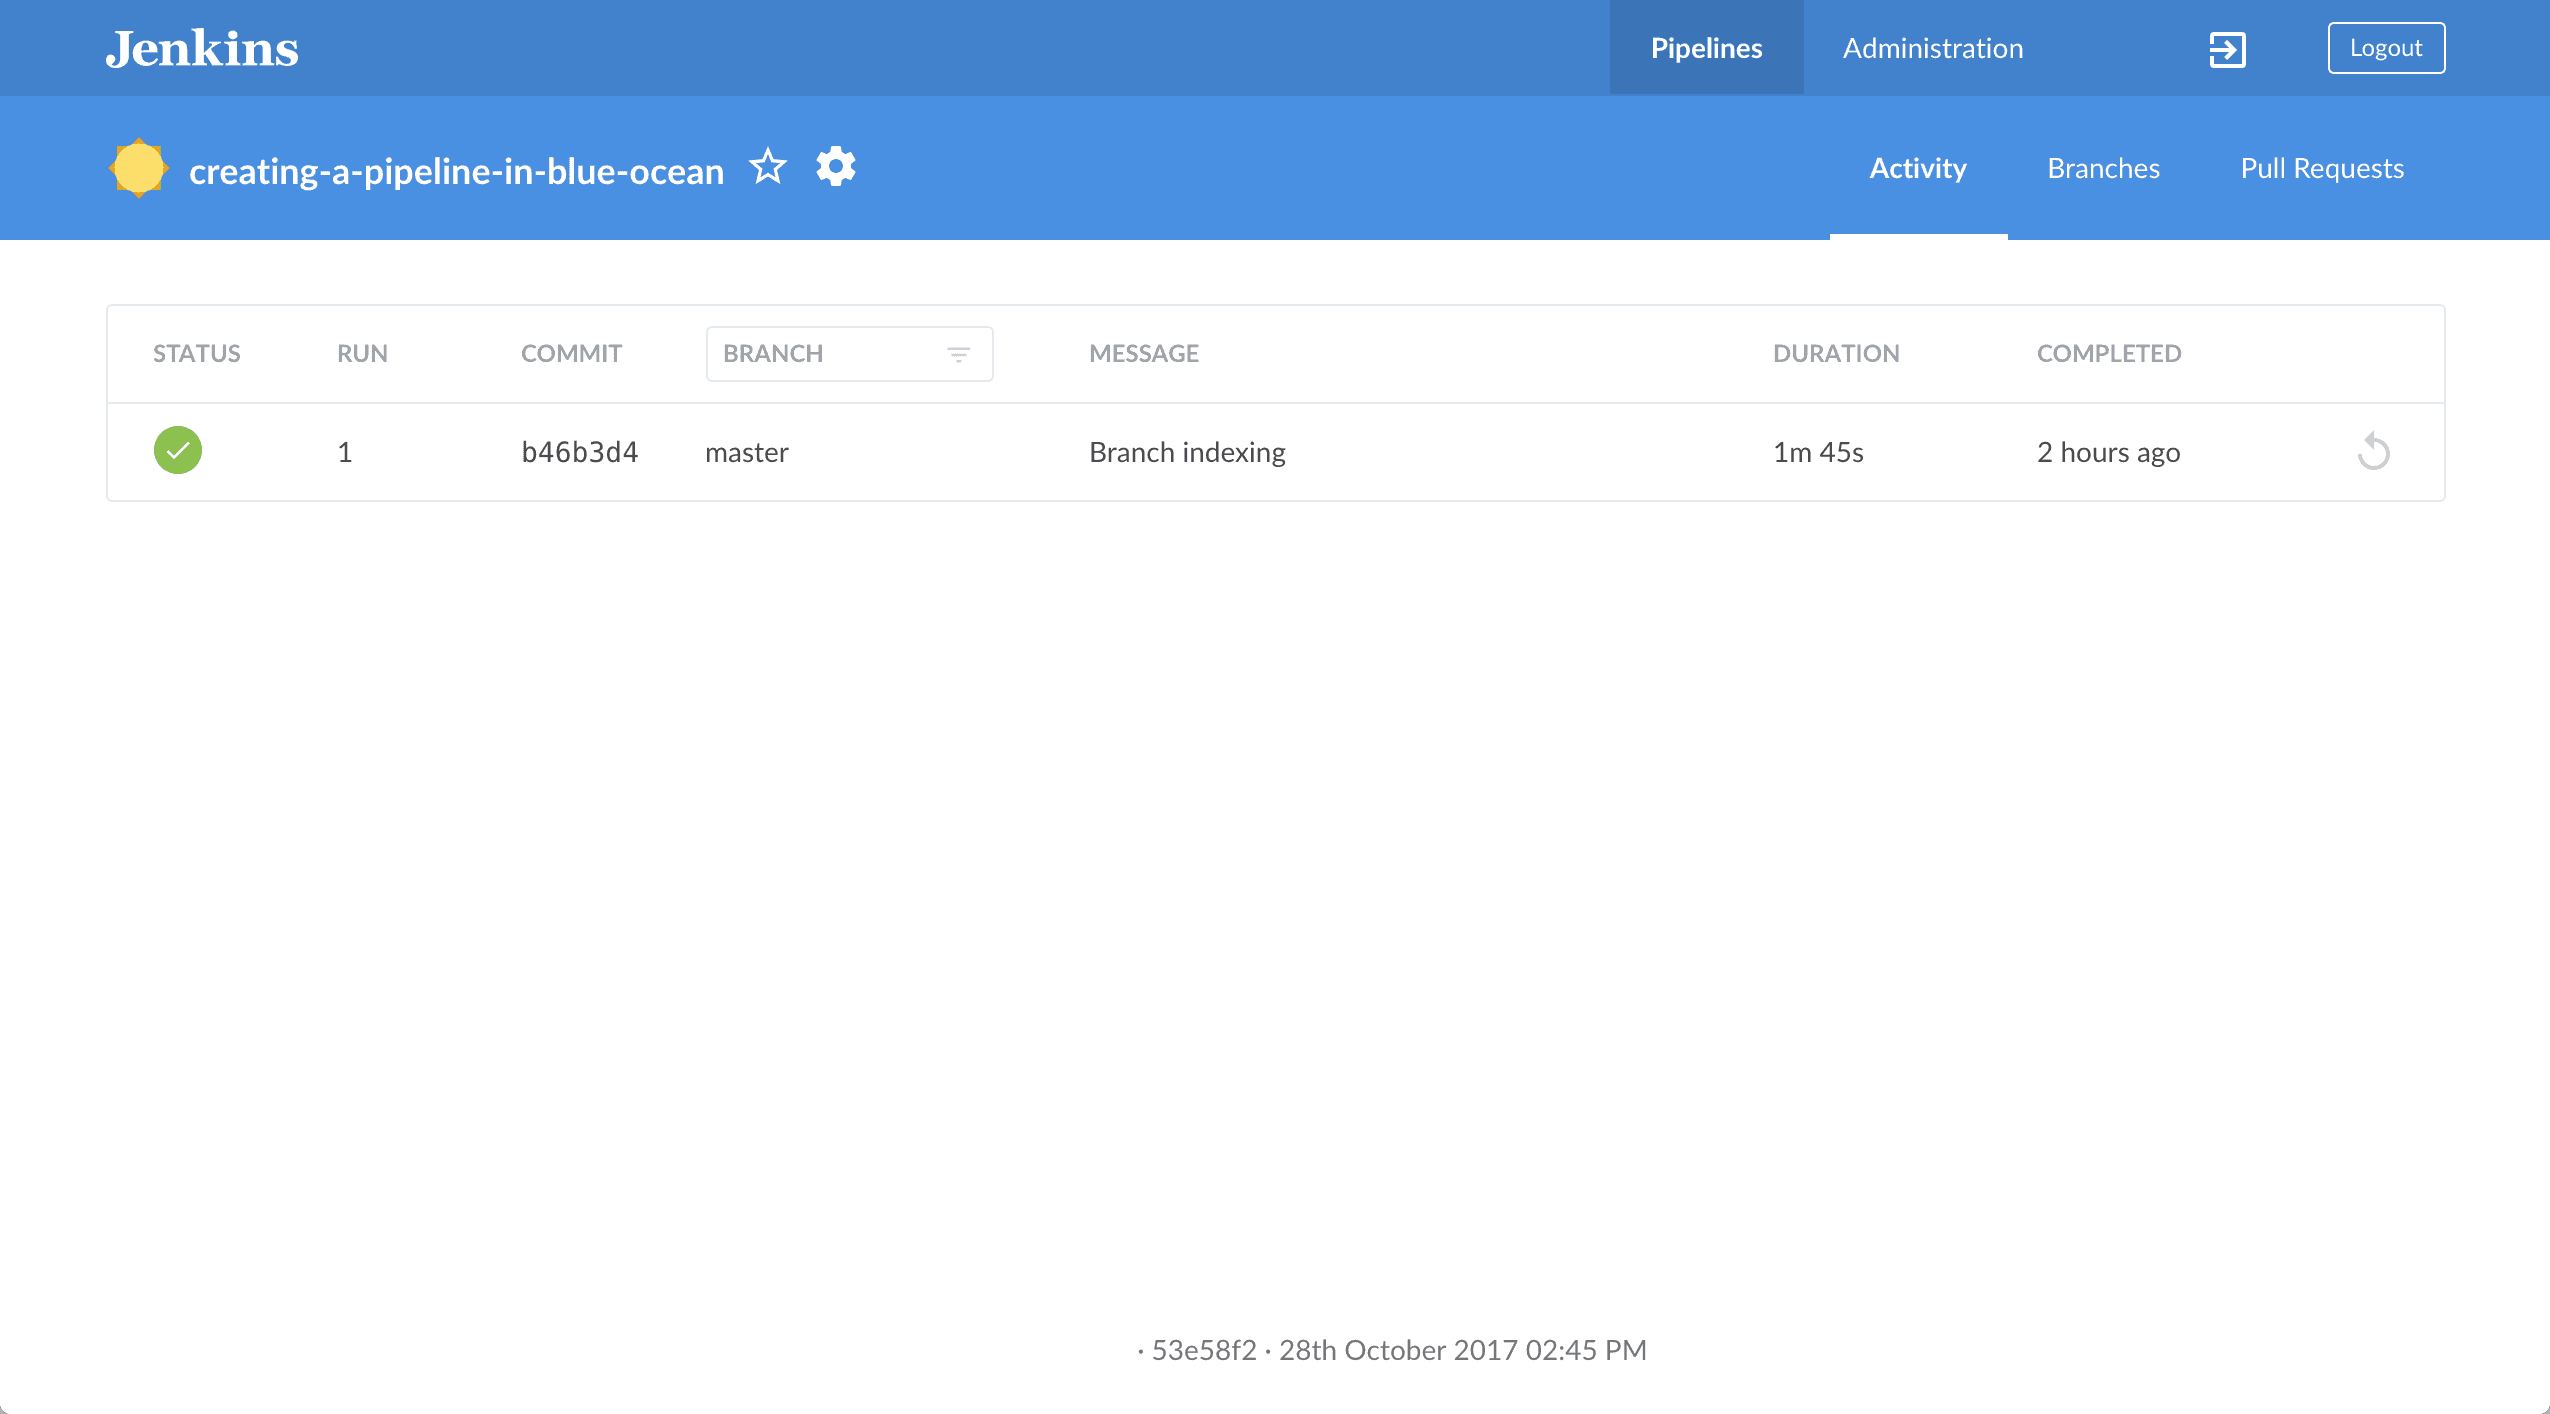 Jenkins Pipelines Administration Logout
creating-a-pipeline-in-blue-ocean Activity Branches Pull Requests
STATUS RUN COMMIT BRANCH MESSAGE DURATION COMPLETED
1 b46b3d4 master Branch indexing 1m 45s 2 hours ago
· 53e58f2 · 28th October 2017 02:45 PM